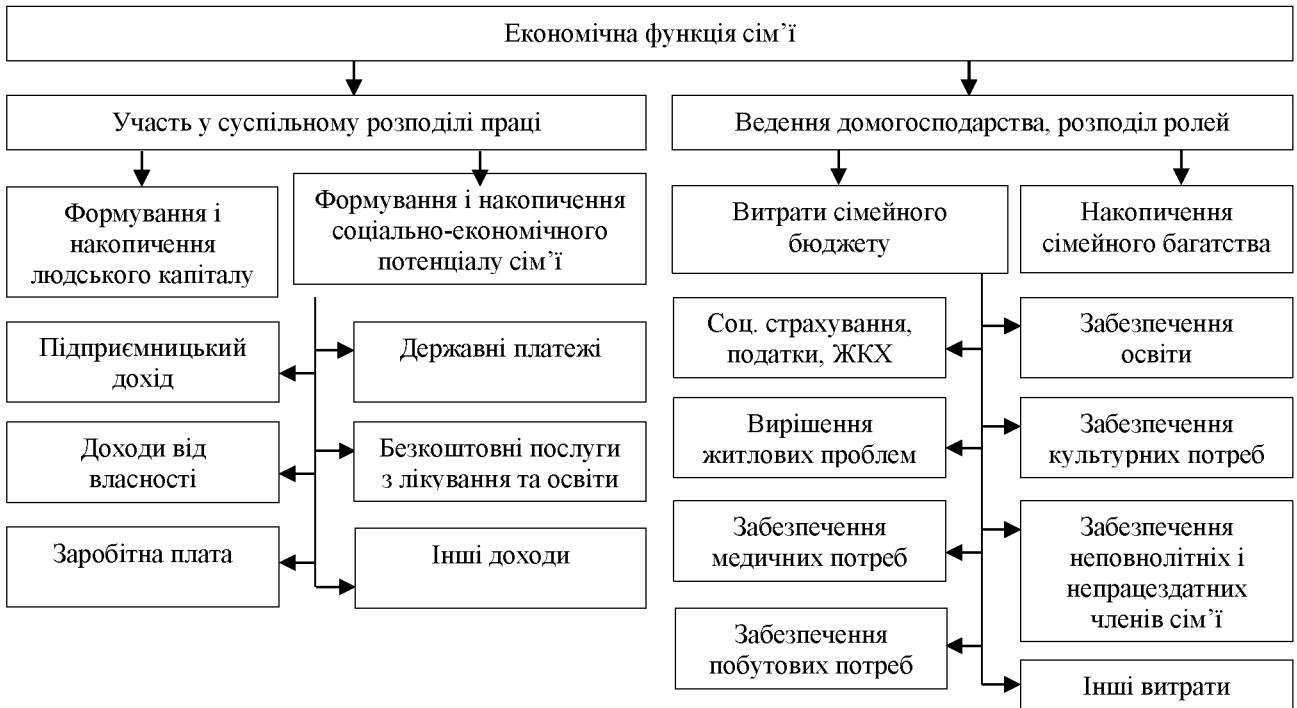 Економічна функція сім’ї
Участь у суспільному розподілі праці
Ведення домогосподарства, розподіл ролей
Формування і
накопичення
людського капіталу
Формування і накопичення
соціально-економічного
потенціалу сім’ї
Витрати сімейного
бюджету
Накопичення
сімейного багатства
Підприємницький
дохід
Державні платежі
Соц. страхування,
податки, ЖКХ
Забезпечення
освіти
Доходи від
власності
Безкоштовні послуги
з лікування та освіти
Вирішення
житлових проблем
Забезпечення
культурних потреб
Заробітна плата
Інші доходи
Забезпечення
медичних потреб
Забезпечення
неповнолітніх і
непрацездатних
членів сім’ї
Забезпечення
побутових потреб
Інші витрати